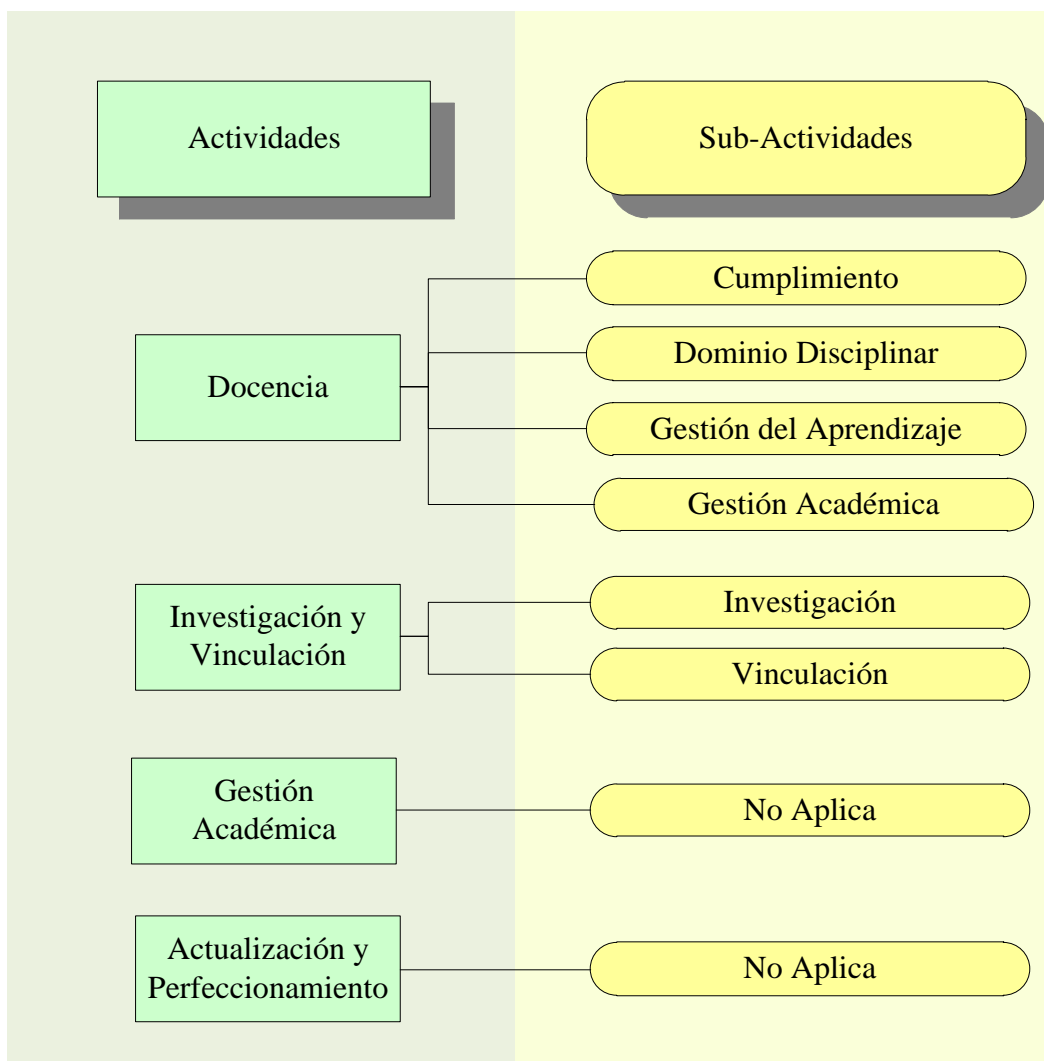 Actividades
Sub-Actividades
Docencia
Cumplimiento
Dominio Disciplinar
Gestión del Aprendizaje
Gestión Académica
Investigación y
Vinculación
Investigación
Vinculación
Gestión
Académica
No Aplica
Actualización y
Perfeccionamiento
No Aplica